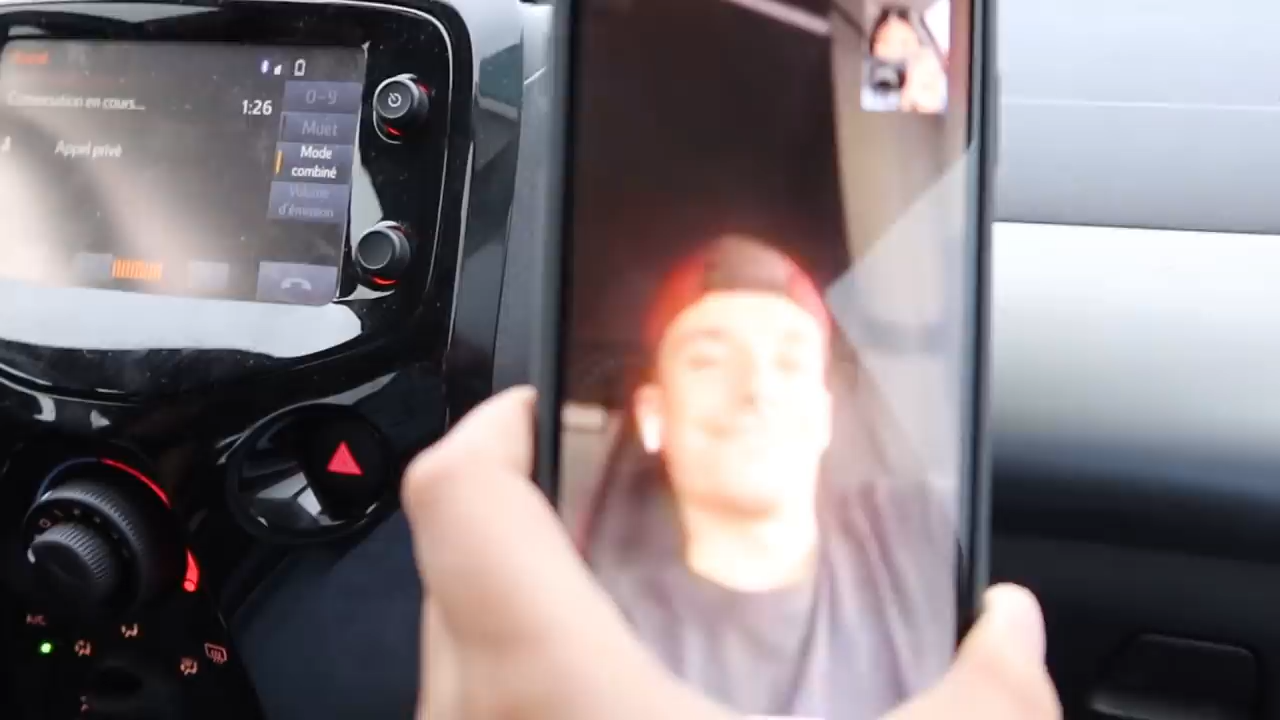 Conversation en cours...
1:26
0-9
Appel privé
Muet
Mode
combiné
Volume
d'émission
A/C